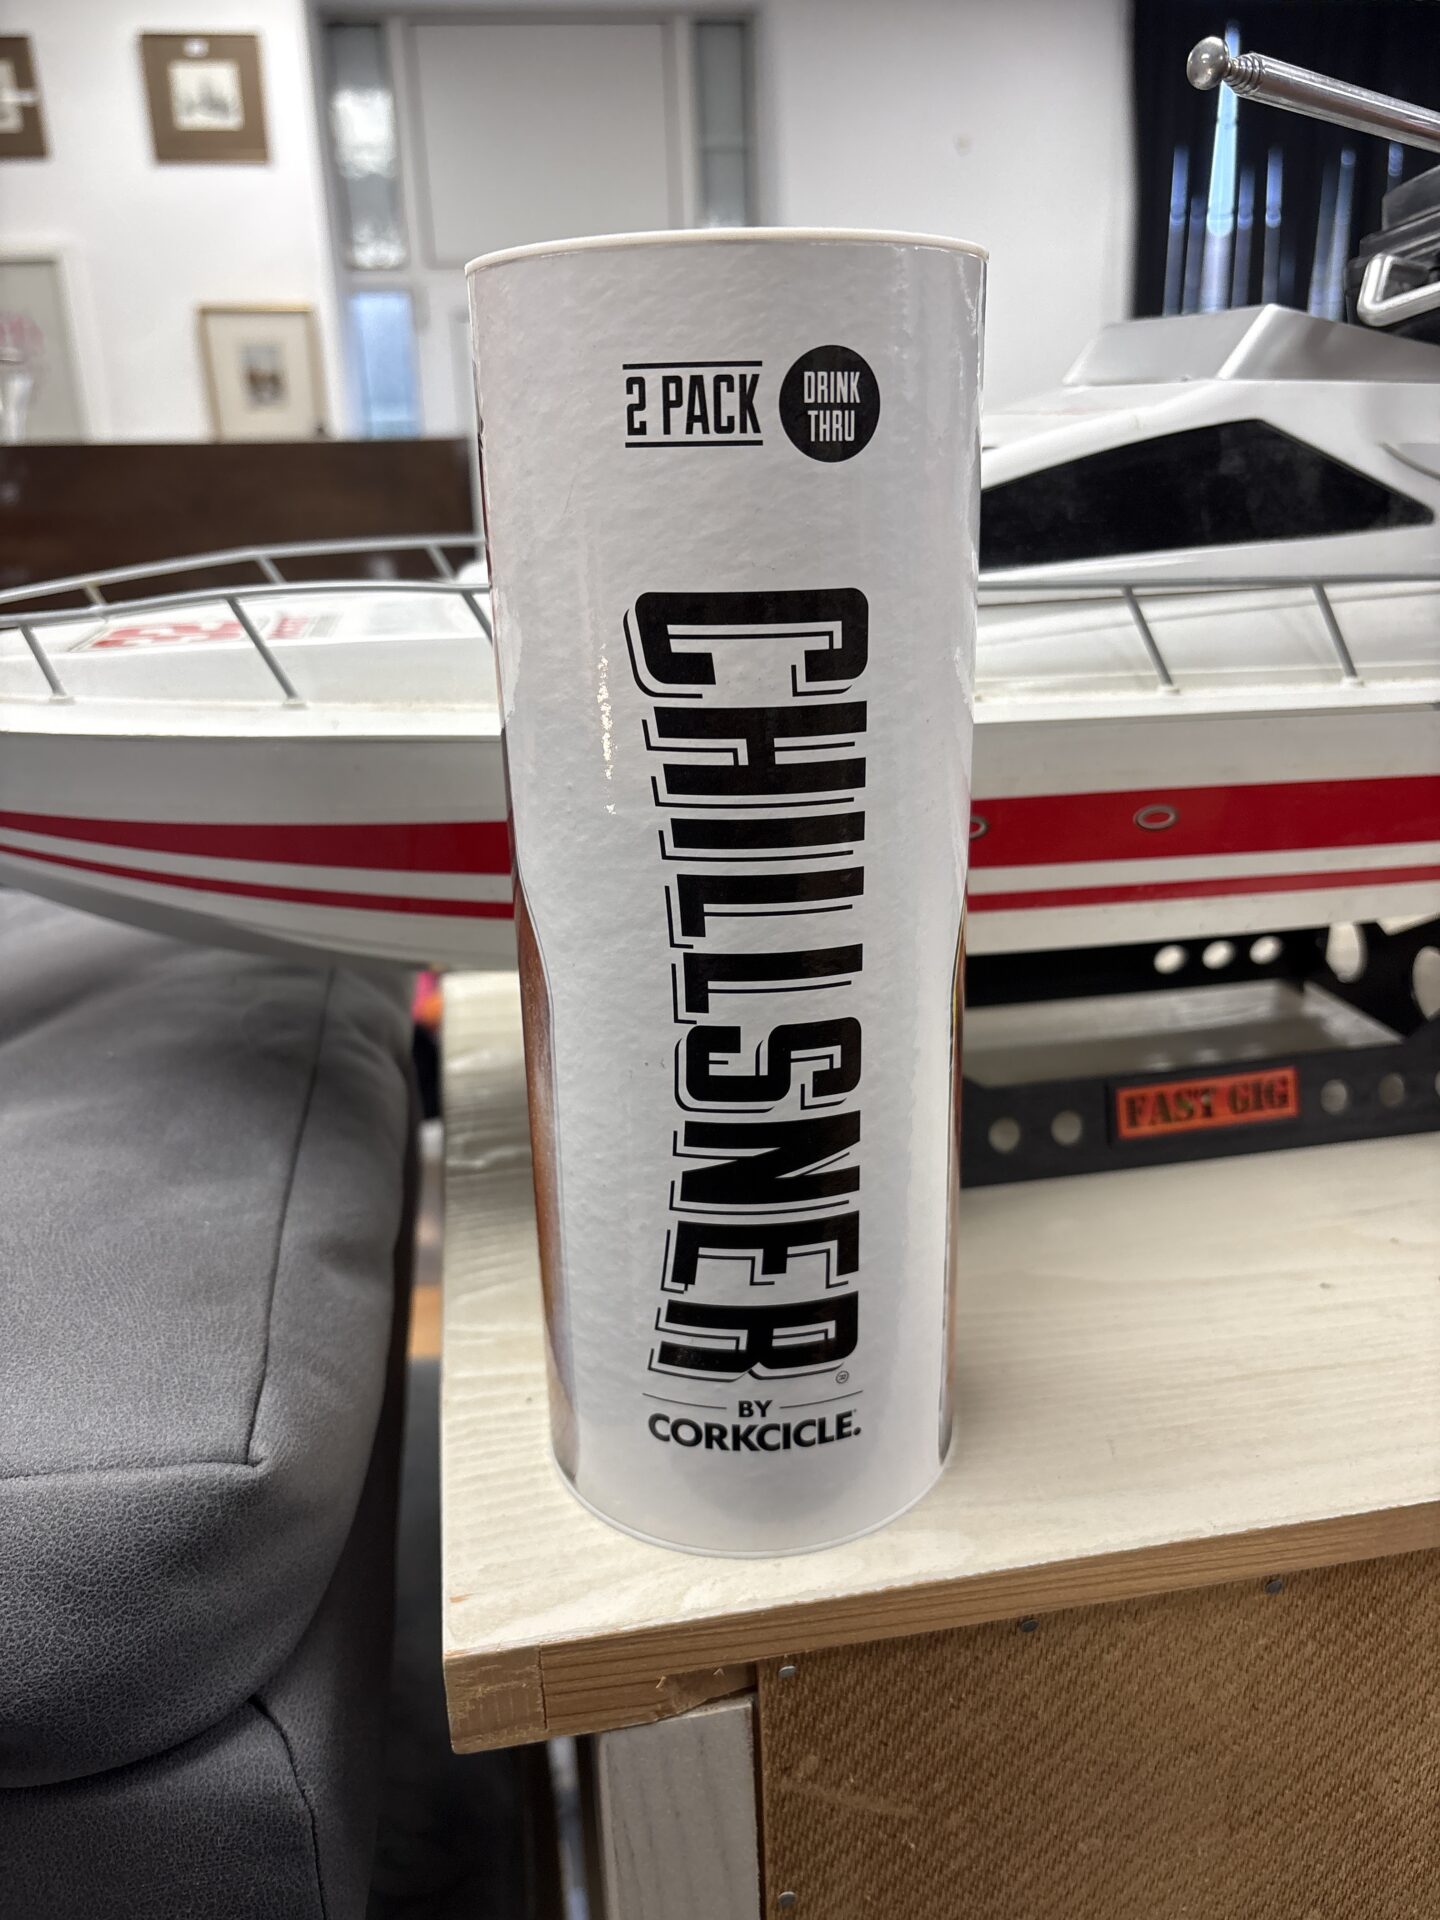 2 PACK
DRINK
THRU
CHILLSNER®
BY
CORKCICLE.
FAST GIG